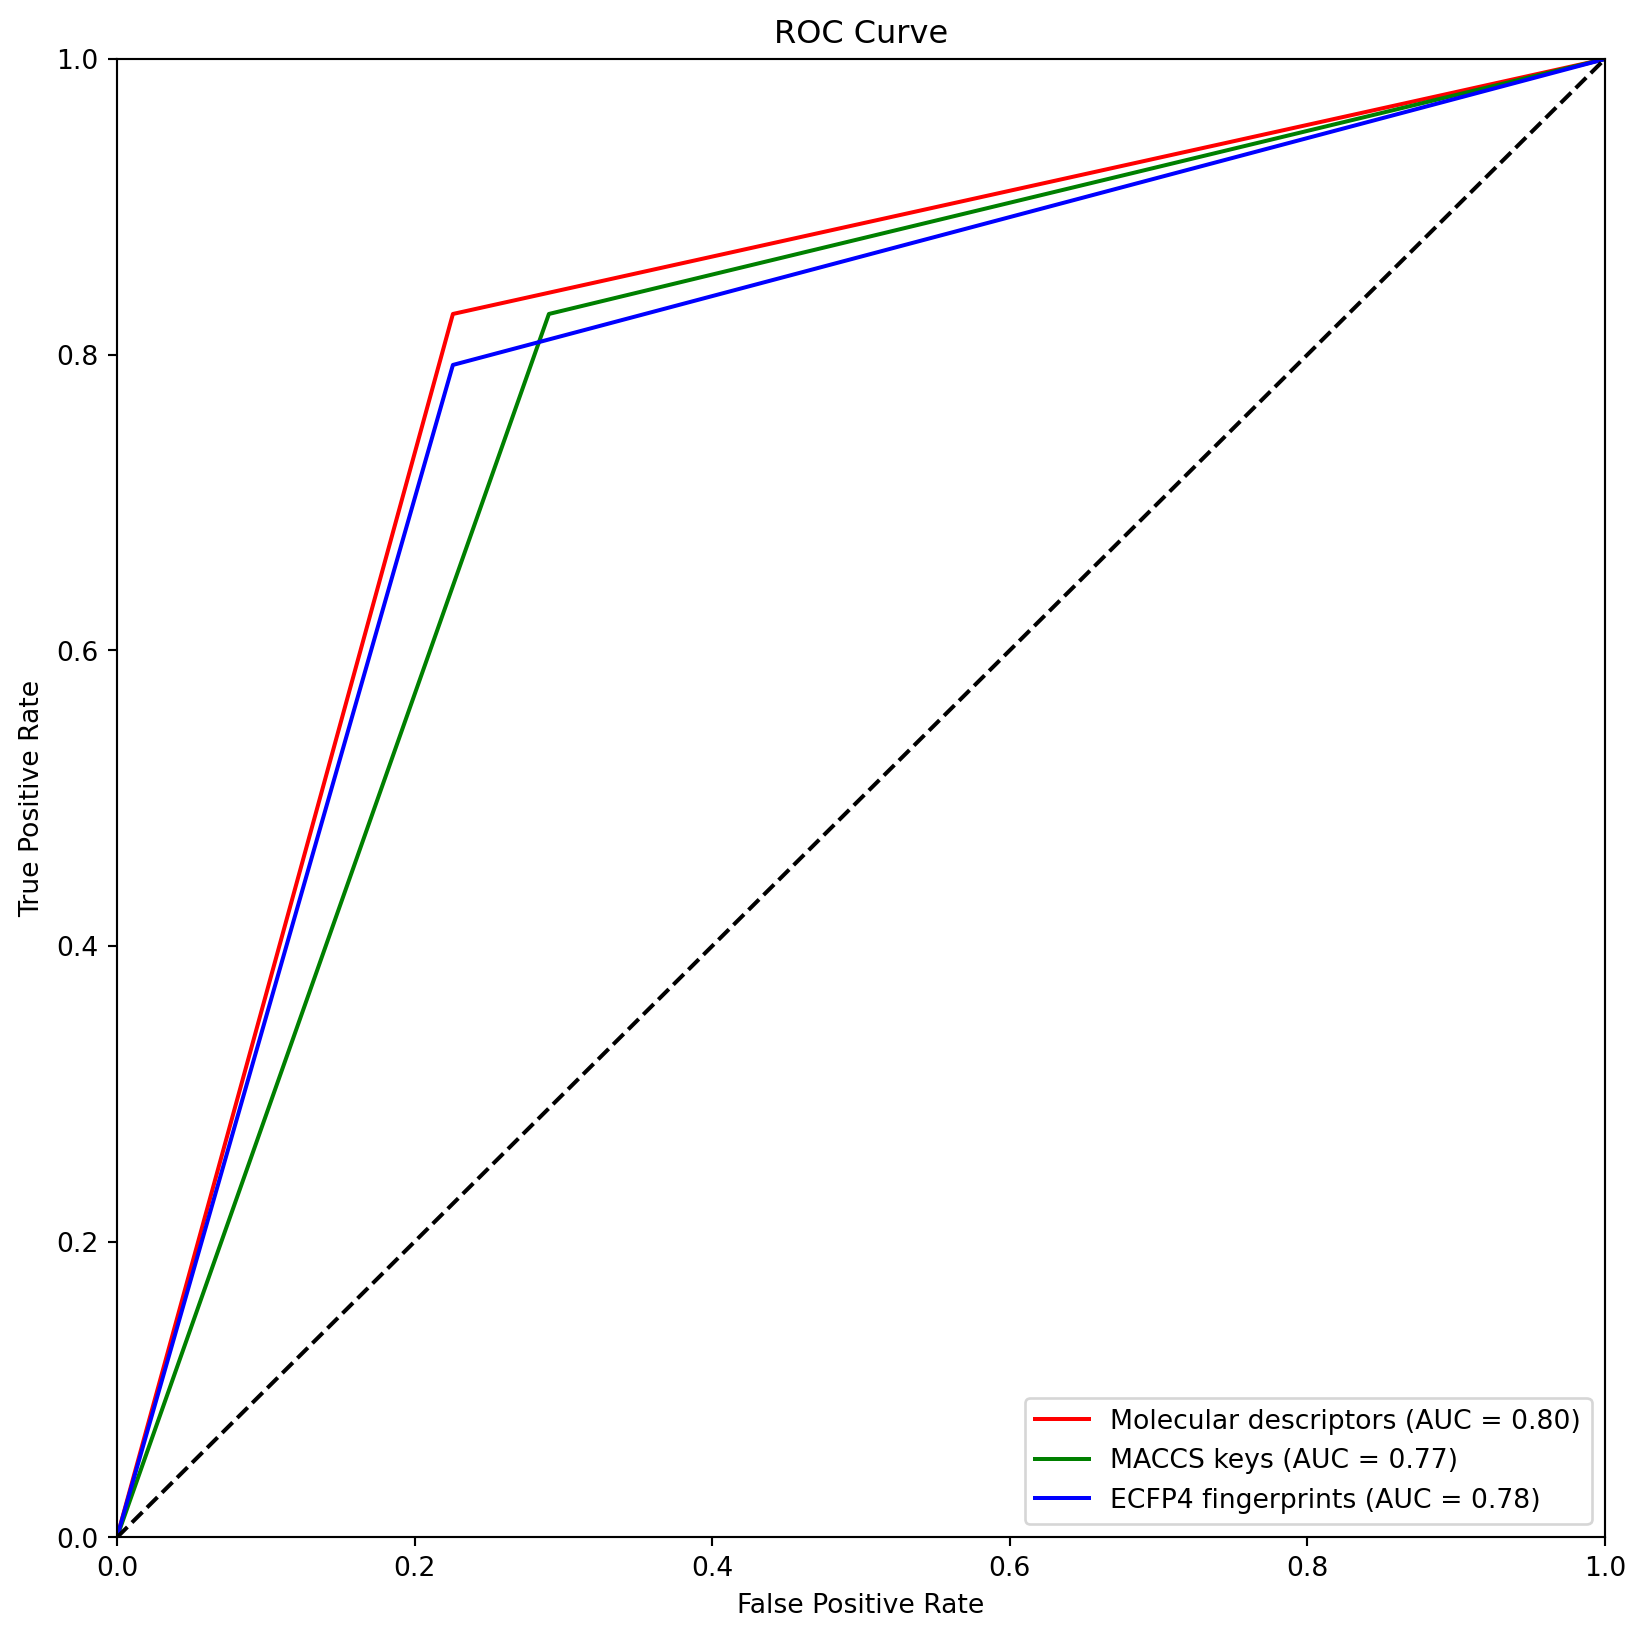 ROC Curve
1.0
0.8
0.6
0.4
0.2
0.0
True Positive Rate
0.0 0.2 0.4 0.6 0.8 1.0
False Positive Rate
Molecular descriptors (AUC = 0.80)
MACCS keys (AUC = 0.77)
ECFP4 fingerprints (AUC = 0.78)